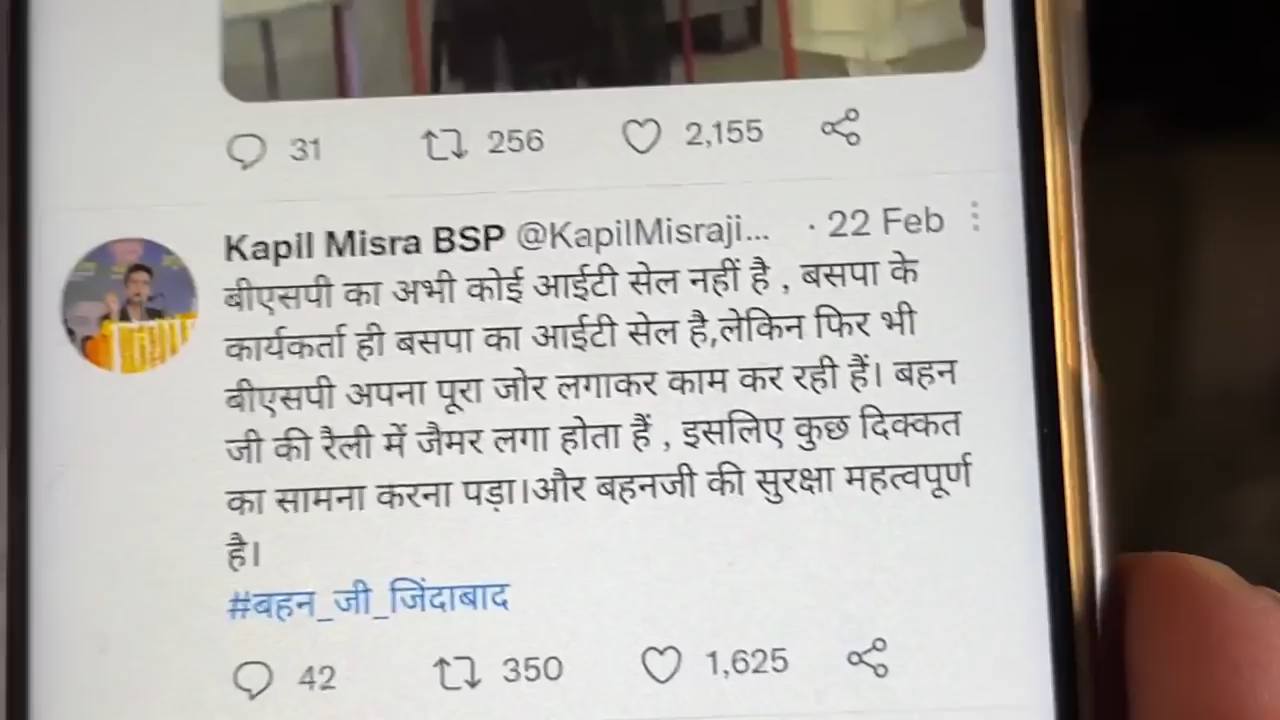 31 256 2,155
Kapil Misra BSP @KapilMisraji... · 22 Feb
बीएसपी का अभी कोई आईटी सेल नहीं है , बसपा के
कार्यकर्ता ही बसपा का आईटी सेल है,लेकिन फिर भी
बीएसपी अपना पूरा जोर लगाकर काम कर रही हैं। बहन
जी की रैली में जैमर लगा होता हैं , इसलिए कुछ दिक्कत
का सामना करना पड़ा।और बहनजी की सुरक्षा महत्वपूर्ण
है।
#बहन_जी_जिंदाबाद
42 350 1,625